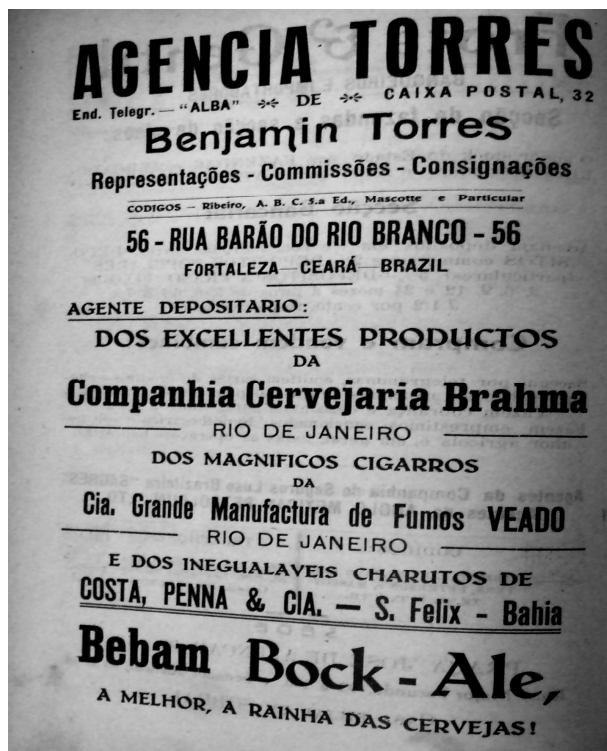 AGENCIA TORRES
End. Telegr. — "ALBA" DE CAIXA POSTAL, 32
Benjamin Torres
Representações - Commissões - Consignações
CODIGOS — Ribeiro, A. B. C. 5.a Ed., Mascotte e Particular
56 - RUA BARÃO DO RIO BRANCO - 56
FORTALEZA—CEARÁ BRAZIL
AGENTE DEPOSITARIO:
DOS EXCELLENTES PRODUCTOS
DA
Companhia Cervejaria Brahma
RIO DE JANEIRO
DOS MAGNIFICOS CIGARROS
DA
Cia. Grande Manufactura de Fumos VEADO
RIO DE JANEIRO
E DOS INEGUALAVEIS CHARUTOS DE
COSTA, PENNA & CIA. — S. Felix - Bahia
Bebam Bock - Ale,
A MELHOR, A RAINHA DAS CERVEJAS!